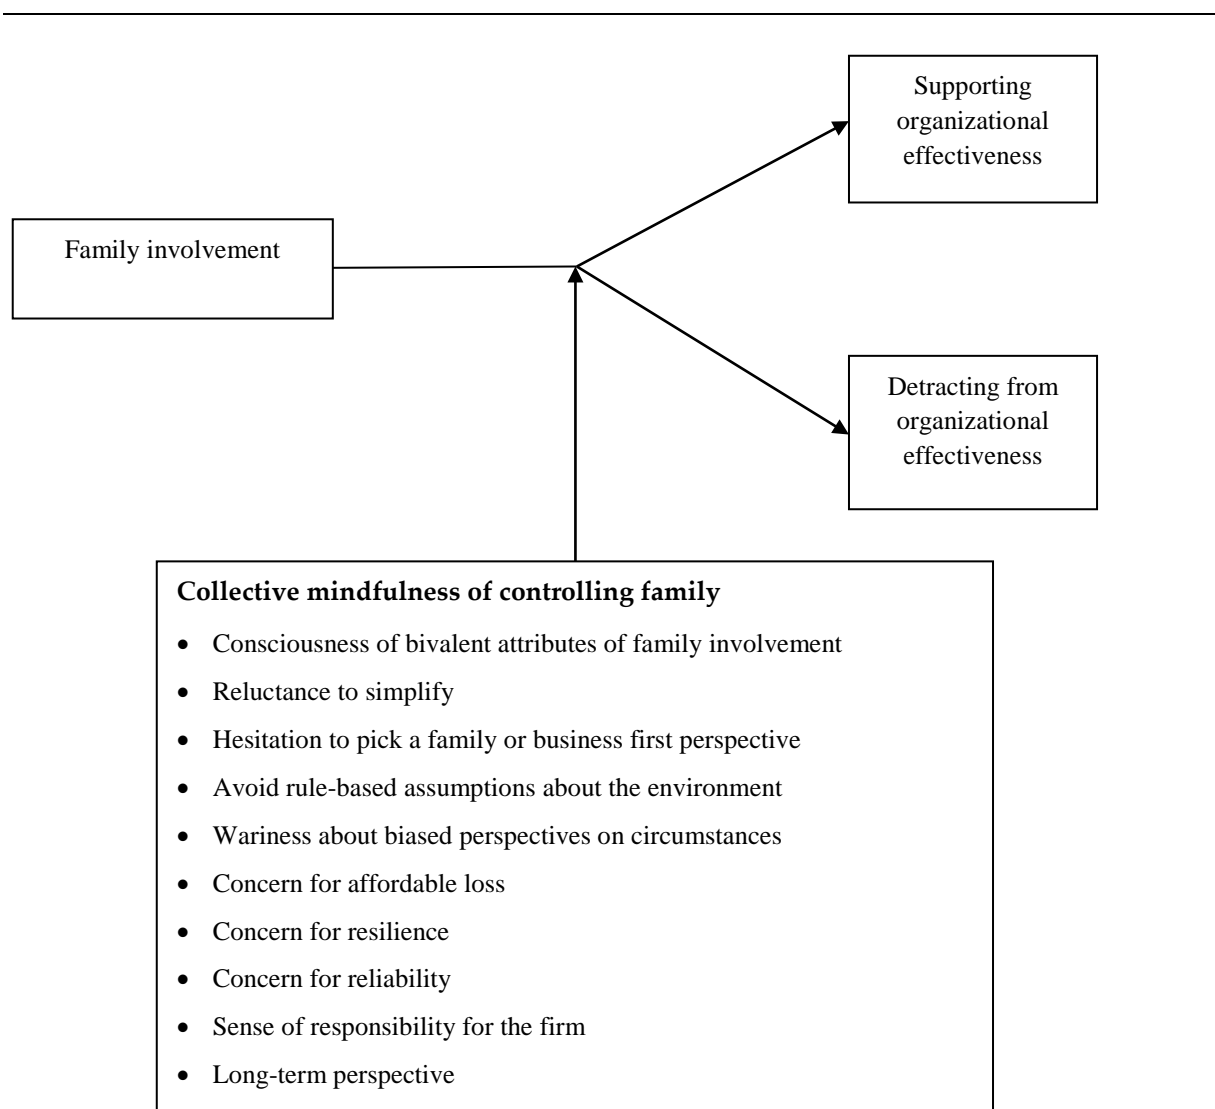 Supporting
organizational
effectiveness
Family involvement
Detracting from
organizational
effectiveness
Collective mindfulness of controlling family
• Consciousness of bivalent attributes of family involvement
• Reluctance to simplify
• Hesitation to pick a family or business first perspective
• Avoid rule-based assumptions about the environment
• Wariness about biased perspectives on circumstances
• Concern for affordable loss
• Concern for resilience
• Concern for reliability
• Sense of responsibility for the firm
• Long-term perspective